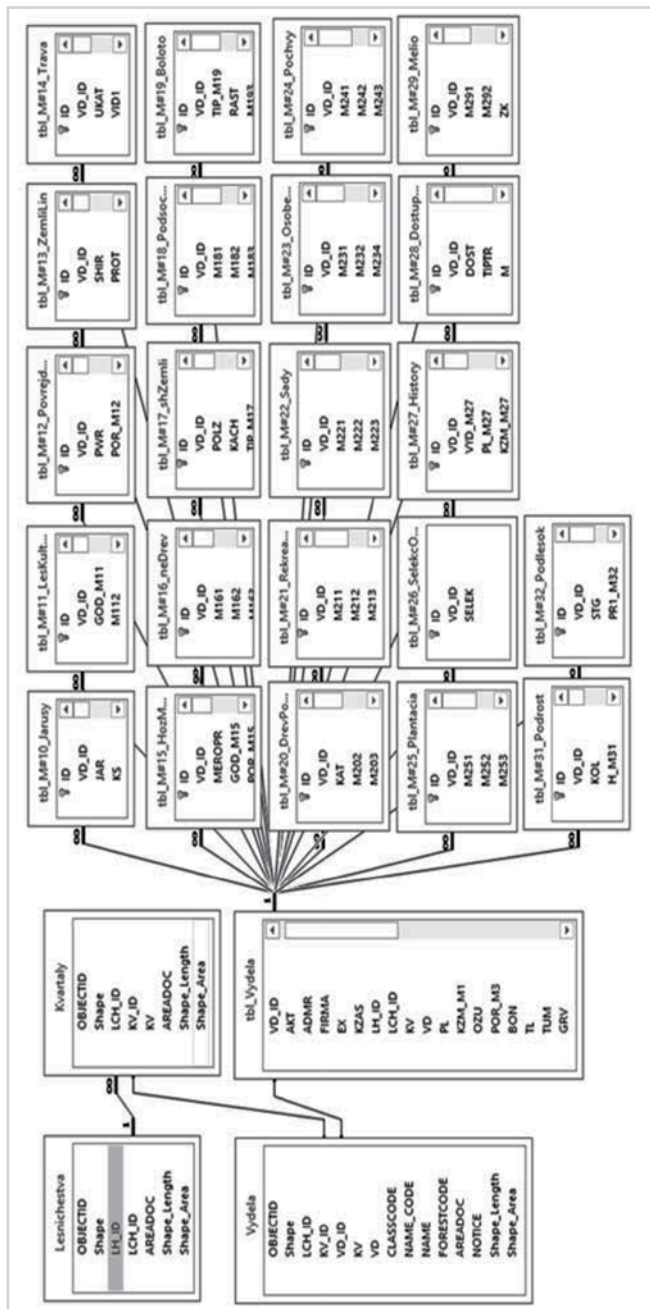 Lesnichestva
OBJECTID
Shape
LH_ID
LCH_ID
AREADOC
Shape_Length
Shape_Area
Kvartaly
OBJECTID
Shape
LCH_ID
KV_ID
KV
AREADOC
Shape_Length
Shape_Area
Vydela
OBJECTID
Shape
LCH_ID
KV_ID
VD_ID
KV
VD
CLASSCODE
NAME_CODE
NAME
FORESTCODE
AREADOC
NOTICE
Shape_Length
Shape_Area
tbl_Vydela
VD_ID
AKT
ADMR
FIRMA
EX
KZAS
LH_ID
LCH_ID
KV
VD
PL
KZM_M1
OZU
POR_M3
BON
TL
TUM
GRV
1
∞
1
tbl_M#10_Jarusy
ID
VD_ID
JAR
KS
∞
tbl_M#11_LesKult...
ID
VD_ID
GOD_M11
M112
∞
tbl_M#12_Povrejd...
ID
VD_ID
PWR
POR_M12
∞
tbl_M#13_ZemliLin
ID
VD_ID
SHIR
PROT
∞
tbl_M#14_Trava
ID
VD_ID
UKAT
VID1
∞
tbl_M#15_HozM...
ID
VD_ID
MEROPR
GOD_M15
POR_M15
∞
tbl_M#16_neDrev
ID
VD_ID
M161
M162
M163
∞
tbl_M#17_shZemli
ID
VD_ID
POLZ
KACH
TIP_M17
∞
tbl_M#18_Podsoc...
ID
VD_ID
M181
M182
M183
∞
tbl_M#19_Boloto
ID
VD_ID
TIP_M19
RAST
M193
∞
tbl_M#20_DrevPo...
ID
VD_ID
KAT
M202
M203
∞
tbl_M#21_Rekrea...
ID
VD_ID
M211
M212
M213
∞
tbl_M#22_Sady
ID
VD_ID
M221
M222
M223
∞
tbl_M#23_Osobe...
ID
VD_ID
M231
M232
M234
∞
tbl_M#24_Pochvy
ID
VD_ID
M241
M242
M243
∞
tbl_M#25_Plantacia
ID
VD_ID
M251
M252
M253
∞
tbl_M#26_SelekcO...
ID
VD_ID
SELEK
∞
tbl_M#27_History
ID
VD_ID
VYD_M27
PL_M27
KZM_M27
∞
tbl_M#28_Dostup...
ID
VD_ID
DOST
TIPTR
M
∞
tbl_M#29_Melio
ID
VD_ID
M291
M292
ZK
∞
tbl_M#31_Podrost
ID
VD_ID
KOL
H_M31
∞
tbl_M#32_Podlesok
ID
VD_ID
STG
PR1_M32
∞